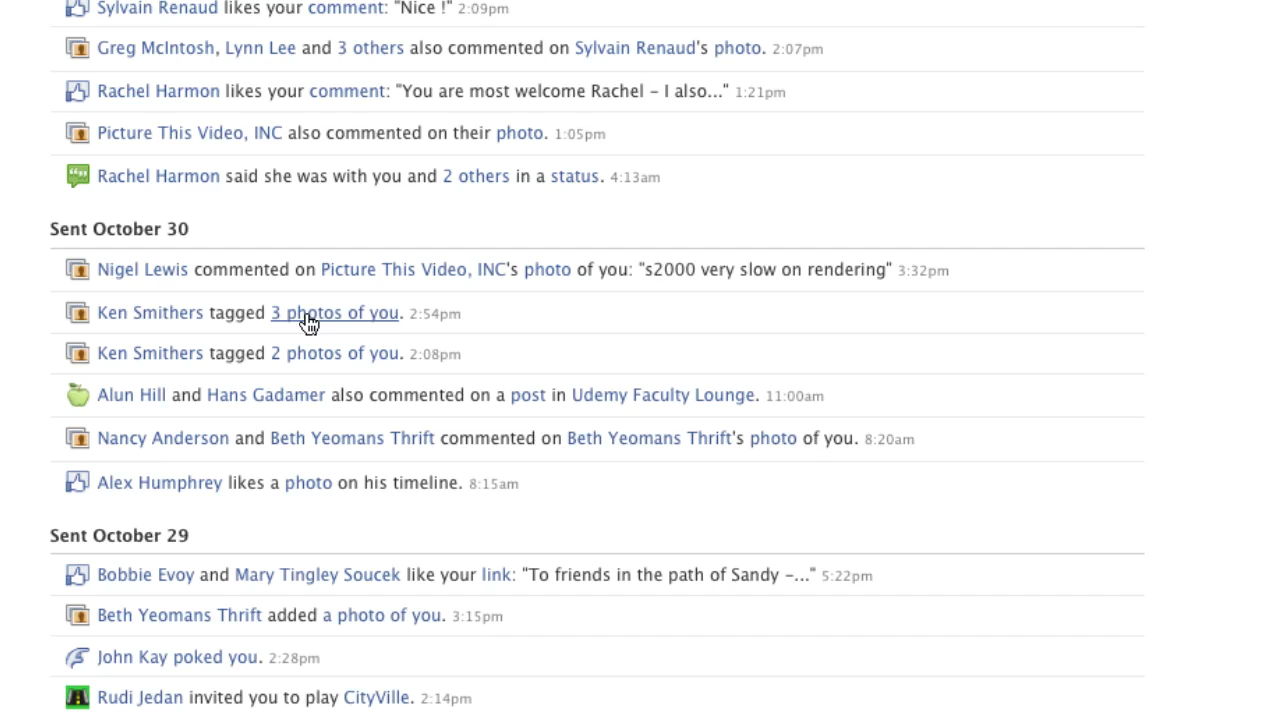 Sylvain Renaud likes your comment: "Nice !" 2:09pm
Greg McIntosh, Lynn Lee and 3 others also commented on Sylvain Renaud's photo. 2:07pm
Rachel Harmon likes your comment: "You are most welcome Rachel – I also..." 1:21pm
Picture This Video, INC also commented on their photo. 1:05pm
Rachel Harmon said she was with you and 2 others in a status. 4:13am
Sent October 30
Nigel Lewis commented on Picture This Video, INC's photo of you: "s2000 very slow on rendering" 3:32pm
Ken Smithers tagged 3 photos of you. 2:54pm
Ken Smithers tagged 2 photos of you. 2:08pm
Alun Hill and Hans Gadamer also commented on a post in Udemy Faculty Lounge. 11:00am
Nancy Anderson and Beth Yeomans Thrift commented on Beth Yeomans Thrift's photo of you. 8:20am
Alex Humphrey likes a photo on his timeline. 8:15am
Sent October 29
Bobbie Evoy and Mary Tingley Soucek like your link: "To friends in the path of Sandy –..." 5:22pm
Beth Yeomans Thrift added a photo of you. 3:15pm
John Kay poked you. 2:28pm
Rudi Jedan invited you to play CityVille. 2:14pm